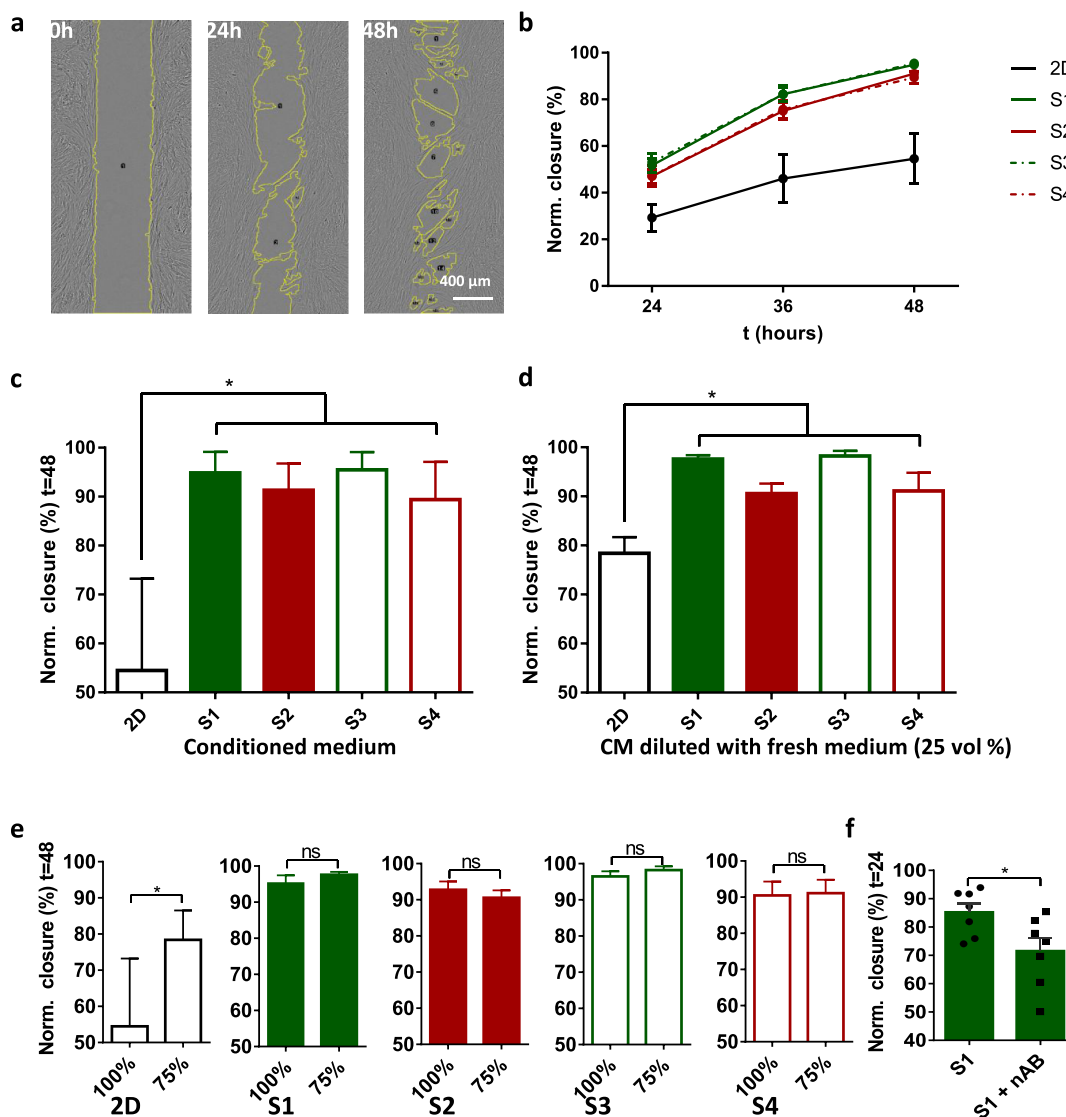 a
0h
24h
48h
400 µm
b
Norm. closure (%)
100
80
60
40
20
0
24
36
48
t (hours)
2D
S1
S2
S3
S4
c
*
Norm. closure (%) t=48
100
90
80
70
60
50
2D
S1
S2
S3
S4
Conditioned medium
d
*
Norm. closure (%) t=48
100
90
80
70
60
50
2D
S1
S2
S3
S4
CM diluted with fresh medium (25 vol %)
e
Norm. closure (%) t=48
100
90
80
70
60
50
*
100%
75%
2D
100
90
80
70
60
50
ns
100%
75%
S1
100
90
80
70
60
50
ns
100%
75%
S2
100
90
80
70
60
50
ns
100%
75%
S3
100
90
80
70
60
50
ns
100%
75%
S4
f
Norm. closure (%) t=24
100
90
80
70
60
50
40
*
S1
S1 + nAB